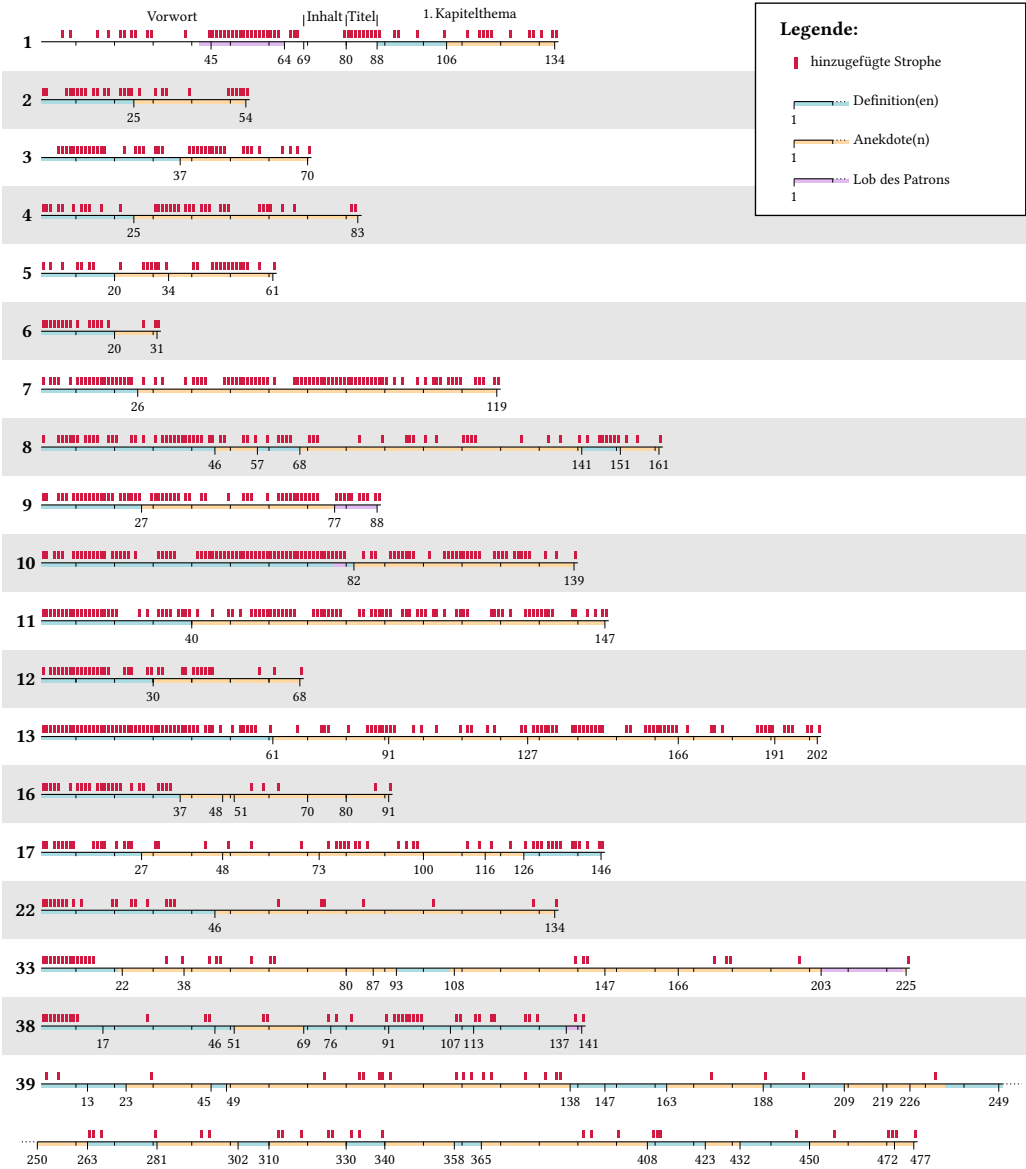 Vorwort Inhalt Titel 1. Kapitelthema
1
45 64 69 80 88 106 134
2
25 54
3
37 70
4
25 83
5
20 34 61
6
20 31
7
26 119
8
46 57 68 141 151 161
9
27 77 88
10
82 139
11
40 147
12
30 68
13
61 91 127 166 191 202
16
37 48 51 70 80 91
17
27 48 73 100 116 126 146
22
46 134
33
22 38 80 87 93 108 147 166 203 225
38
17 46 51 69 76 91 107 113 137 141
39
13 23 45 49 138 147 163 188 209 219 226 249
250 263 281 302 310 330 340 358 365 408 423 432 450 472 477
Legende:
hinzugefügte Strophe
Definition(en)
1
Anekdote(n)
1
Lob des Patrons
1